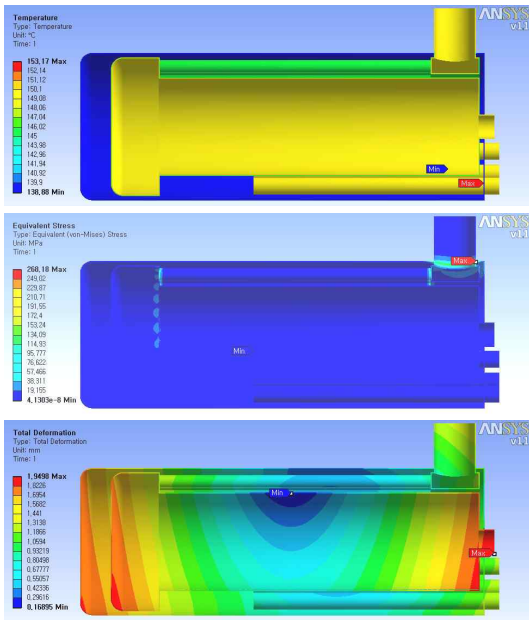 Temperature
Type: Temperature
Unit: °C
Time: 1
ANSYS
v11
153,17 Max
152,14
151,12
150,1
149,08
148,06
147,04
146,02
145
143,98
142,96
141,94
140,92
139,9
138,88 Min
Min
Max
Equivalent Stress
Type: Equivalent (von-Mises) Stress
Unit: MPa
Time: 1
ANSYS
v11
268,18 Max
249,02
229,87
210,71
191,55
172,4
153,24
134,09
114,93
95,777
76,622
57,466
38,311
19,155
4,1303e-8 Min
Max
Min
Total Deformation
Type: Total Deformation
Unit: mm
Time: 1
ANSYS
v11
1,9498 Max
1,8226
1,6954
1,5682
1,441
1,3138
1,1866
1,0594
0,93219
0,80498
0,67777
0,55057
0,42336
0,29616
0,16895 Min
Min
Max